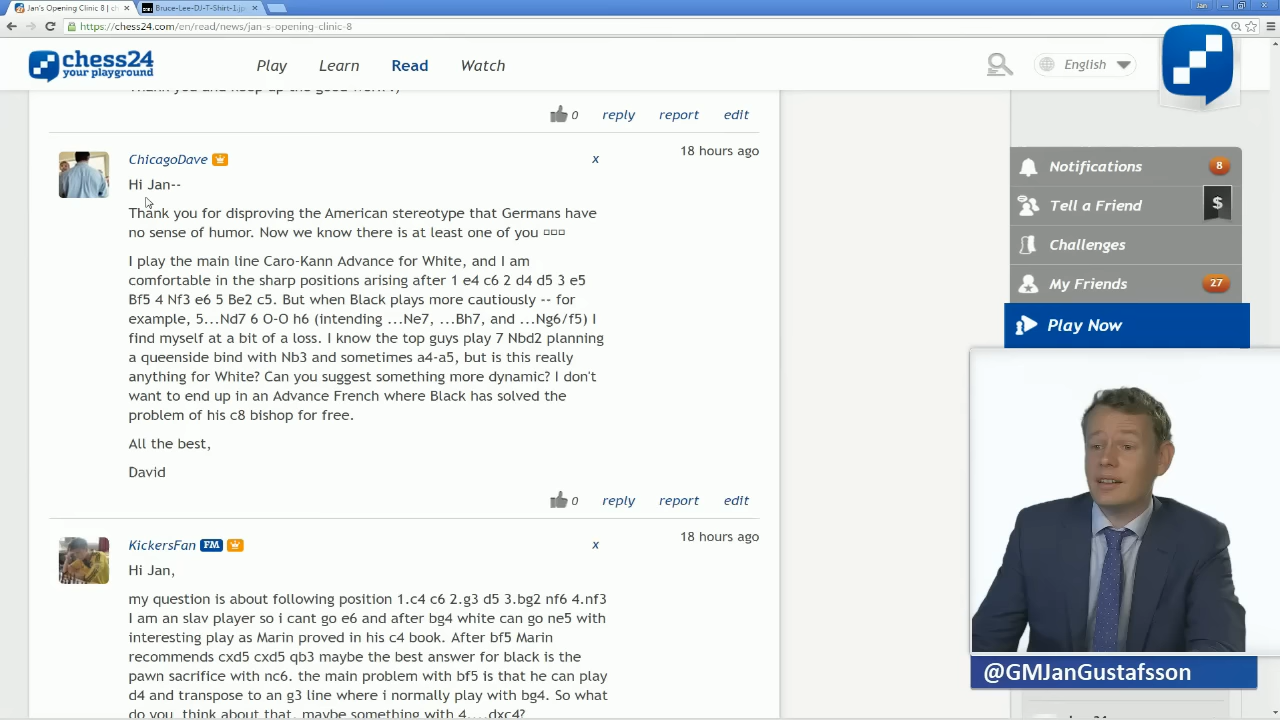 Jan's Opening Clinic 8 | ch
Bruce-Lee-DJ-T-Shirt-1.jp
Jan
https://chess24.com/en/read/news/jan-s-opening-clinic-8
chess24
your playground
Play
Learn
Read
Watch
English
0 reply report edit
ChicagoDave
x
18 hours ago
Hi Jan--
Thank you for disproving the American stereotype that Germans have
no sense of humor. Now we know there is at least one of you □□□
I play the main line Caro-Kann Advance for White, and I am
comfortable in the sharp positions arising after 1 e4 c6 2 d4 d5 3 e5
Bf5 4 Nf3 e6 5 Be2 c5. But when Black plays more cautiously -- for
example, 5...Nd7 6 O-O h6 (intending ...Ne7, ...Bh7, and ...Ng6/f5) I
find myself at a bit of a loss. I know the top guys play 7 Nbd2 planning
a queenside bind with Nb3 and sometimes a4-a5, but is this really
anything for White? Can you suggest something more dynamic? I don't
want to end up in an Advance French where Black has solved the
problem of his c8 bishop for free.
All the best,
David
0 reply report edit
KickersFan FM
x
18 hours ago
Hi Jan,
my question is about following position 1.c4 c6 2.g3 d5 3.bg2 nf6 4.nf3
I am an slav player so i cant go e6 and after bg4 white can go ne5 with
interesting play as Marin proved in his c4 book. After bf5 Marin
recommends cxd5 cxd5 qb3 maybe the best answer for black is the
pawn sacrifice with nc6. the main problem with bf5 is that he can play
d4 and transpose to an g3 line where i normally play with bg4. So what
do you think about that, maybe something with 4....dxc4?
Notifications 8
Tell a Friend $
Challenges
My Friends 27
Play Now
@GMJanGustafsson